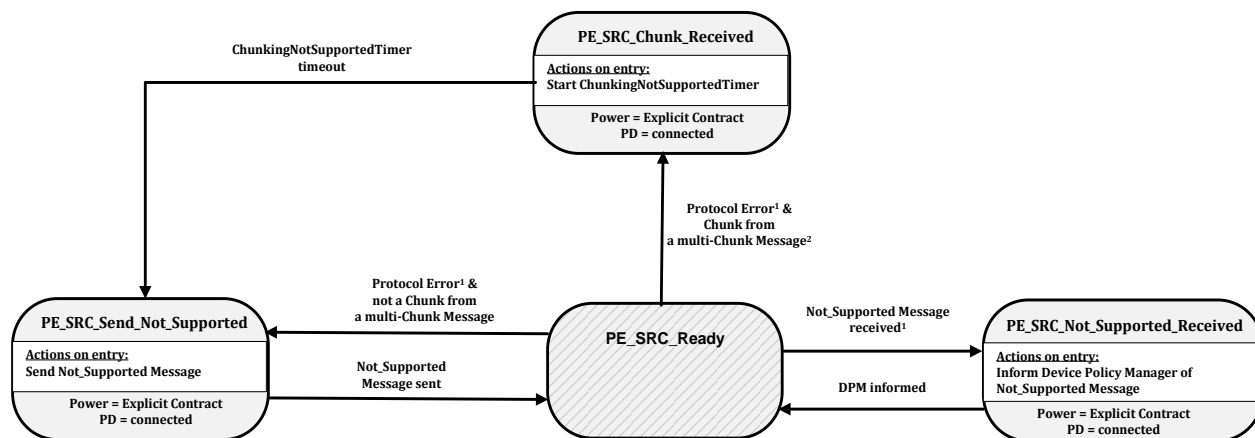 PE_SRC_Chunk_Received
Actions on entry:
Start ChunkingNotSupportedTimer
Power = Explicit Contract
PD = connected
ChunkingNotSupportedTimer
timeout
Protocol Error¹ &
Chunk from
a multi-Chunk Message²
Protocol Error¹ &
not a Chunk from
a multi-Chunk Message
PE_SRC_Send_Not_Supported
Actions on entry:
Send Not_Supported Message
Power = Explicit Contract
PD = connected
Not_Supported
Message sent
PE_SRC_Ready
Not_Supported Message
received¹
DPM informed
PE_SRC_Not_Supported_Received
Actions on entry:
Inform Device Policy Manager of
Not_Supported Message
Power = Explicit Contract
PD = connected